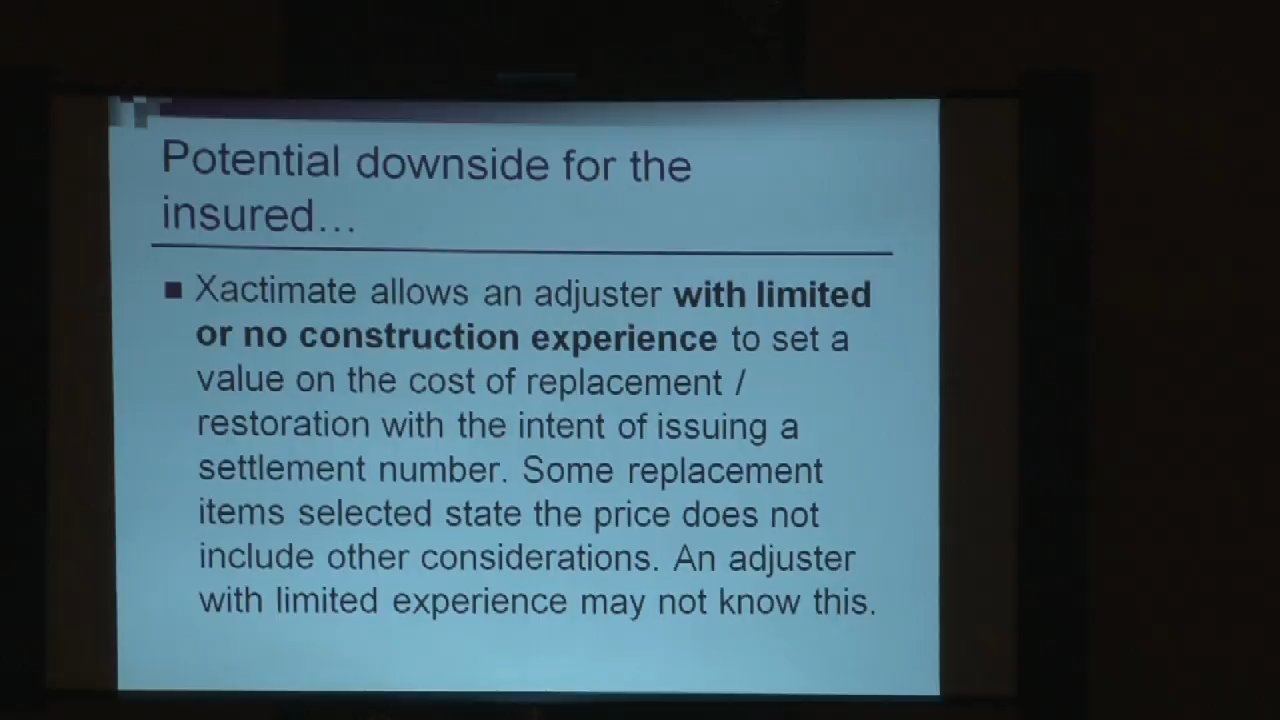 Potential downside for the
insured...
Xactimate allows an adjuster with limited
or no construction experience to set a
value on the cost of replacement /
restoration with the intent of issuing a
settlement number. Some replacement
items selected state the price does not
include other considerations. An adjuster
with limited experience may not know this.